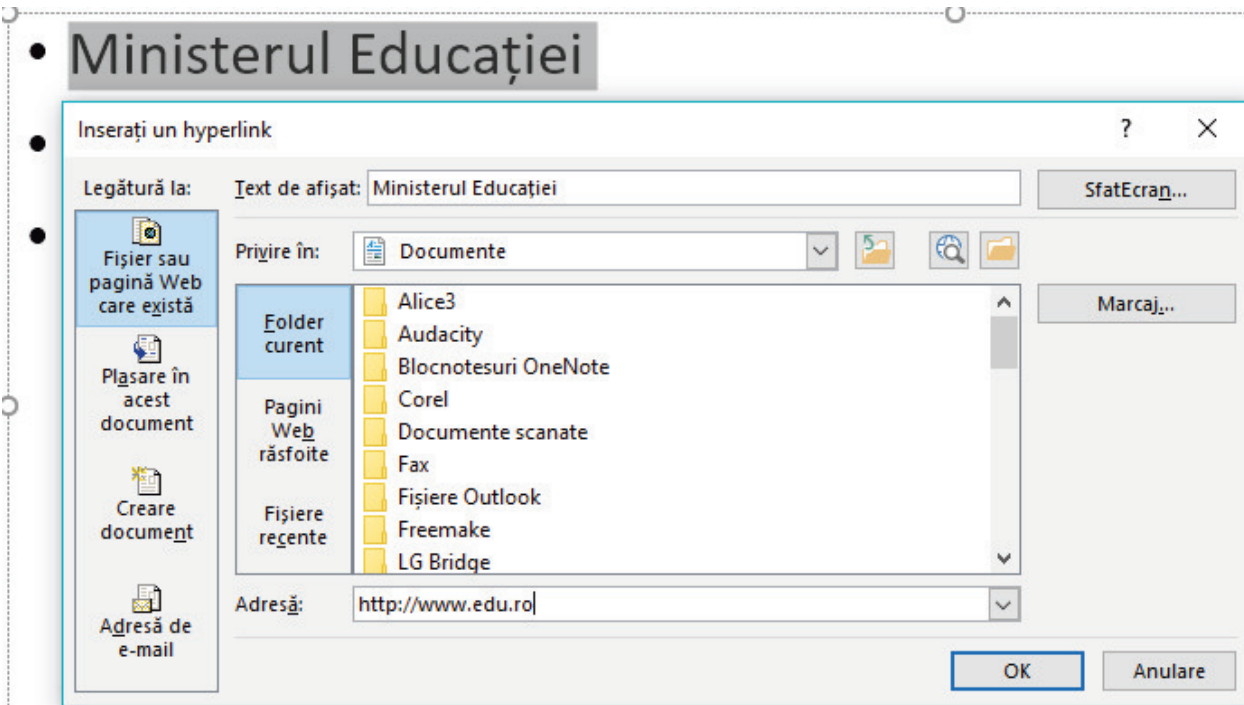 • Ministerul Educației
•
•
Inserați un hyperlink ?
Legătură la:
Text de afișat: Ministerul Educației
SfatEcran...
Fișier sau
pagină Web
care există
Plasare în
acest
document
Creare
document
Adresă de
e-mail
Privire în: Documente
Folder
curent
Pagini
Web
răsfoite
Fișiere
recente
Alice3
Audacity
Blocnotesuri OneNote
Corel
Documente scanate
Fax
Fișiere Outlook
Freemake
LG Bridge
Marcaj...
Adresă: http://www.edu.ro
OK
Anulare